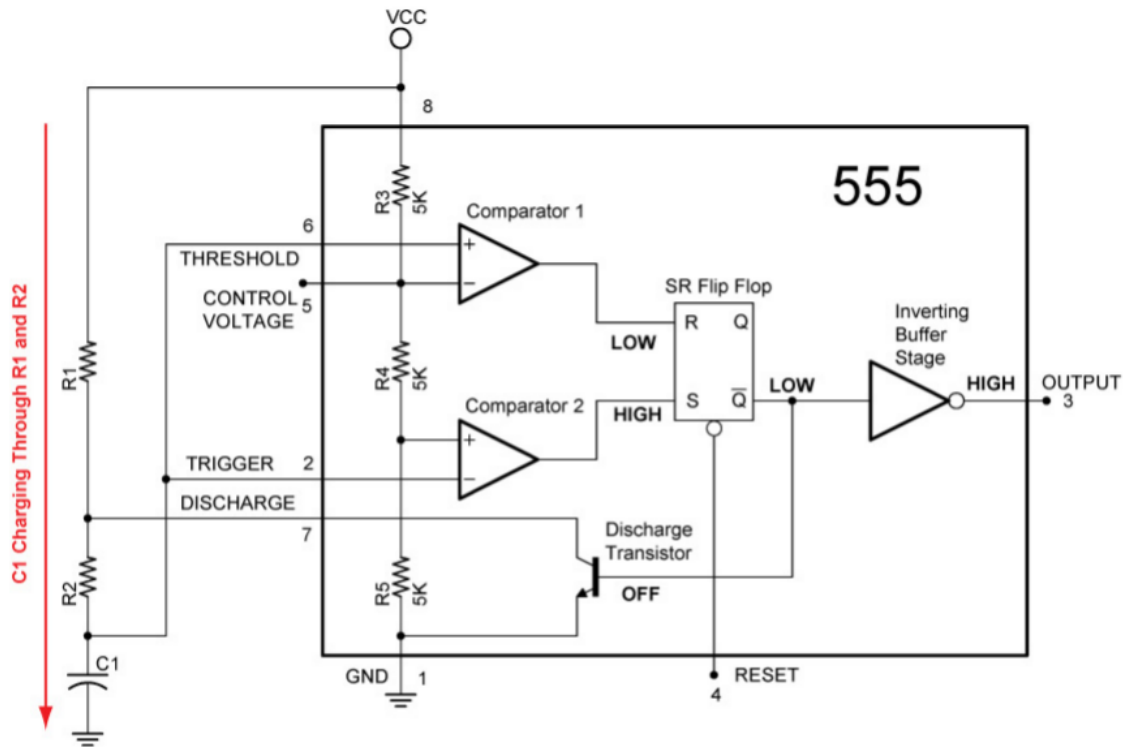 VCC
8
555
R3
5K
Comparator 1
6
THRESHOLD
CONTROL
VOLTAGE
5
SR Flip Flop
R Q
LOW
Inverting
Buffer
Stage
R1
R4
5K
Comparator 2
HIGH
S Q
LOW
HIGH
OUTPUT
3
TRIGGER
2
DISCHARGE
7
Discharge
Transistor
OFF
R2
R5
5K
C1
GND
1
RESET
4
C1 Charging Through R1 and R2
+
−
+
−